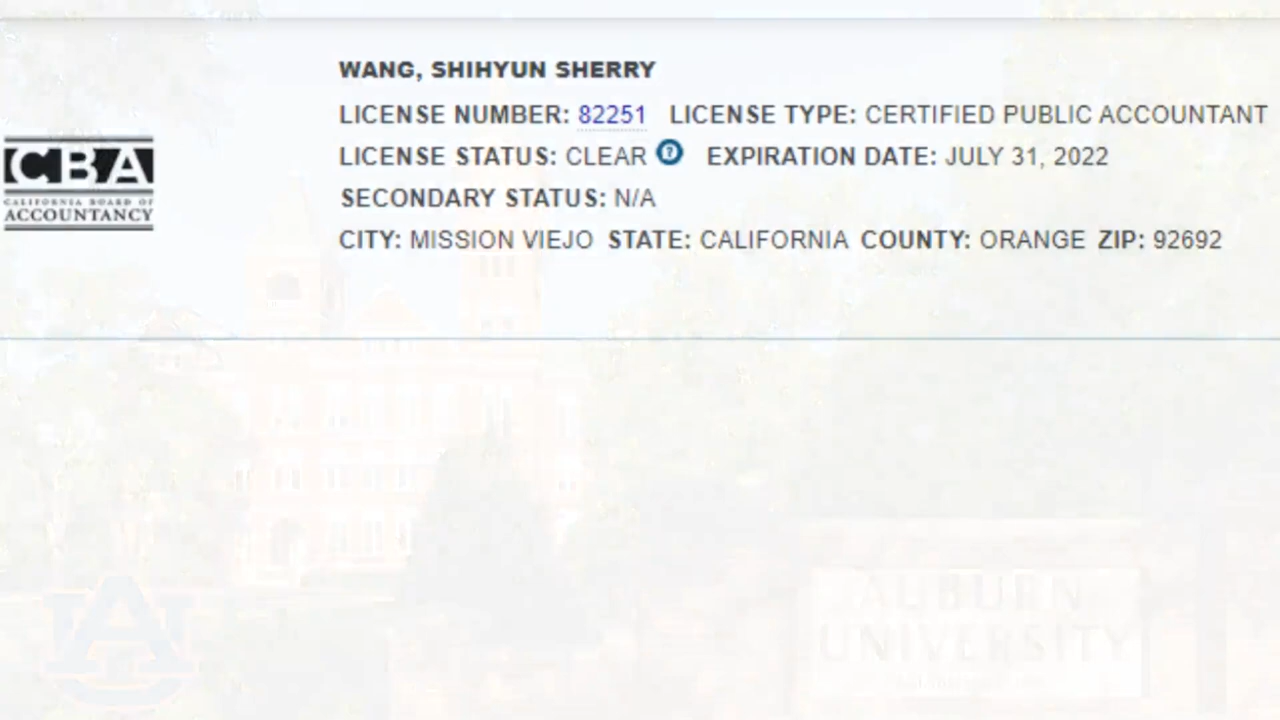 WANG, SHIHYUN SHERRY
LICENSE NUMBER: 82251 LICENSE TYPE: CERTIFIED PUBLIC ACCOUNTANT
LICENSE STATUS: CLEAR ? EXPIRATION DATE: JULY 31, 2022
SECONDARY STATUS: N/A
CITY: MISSION VIEJO STATE: CALIFORNIA COUNTY: ORANGE ZIP: 92692
CBA
CALIFORNIA BOARD OF
ACCOUNTANCY
AUBURN
UNIVERSITY
AU